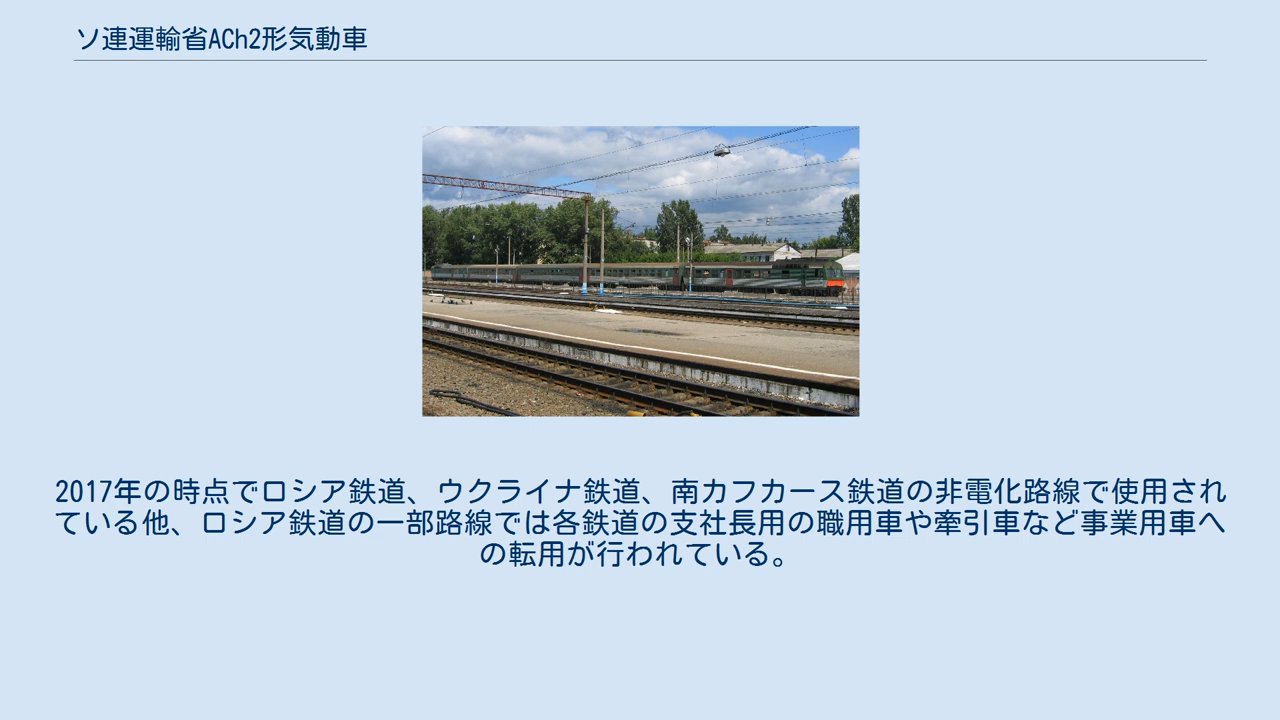 ソ連運輸省ACh2形気動車
2017年の時点でロシア鉄道、ウクライナ鉄道、南カフカース鉄道の非電化路線で使用され
ている他、ロシア鉄道の一部路線では各鉄道の支社長用の職用車や牽引車など事業用車へ
の転用が行われている。